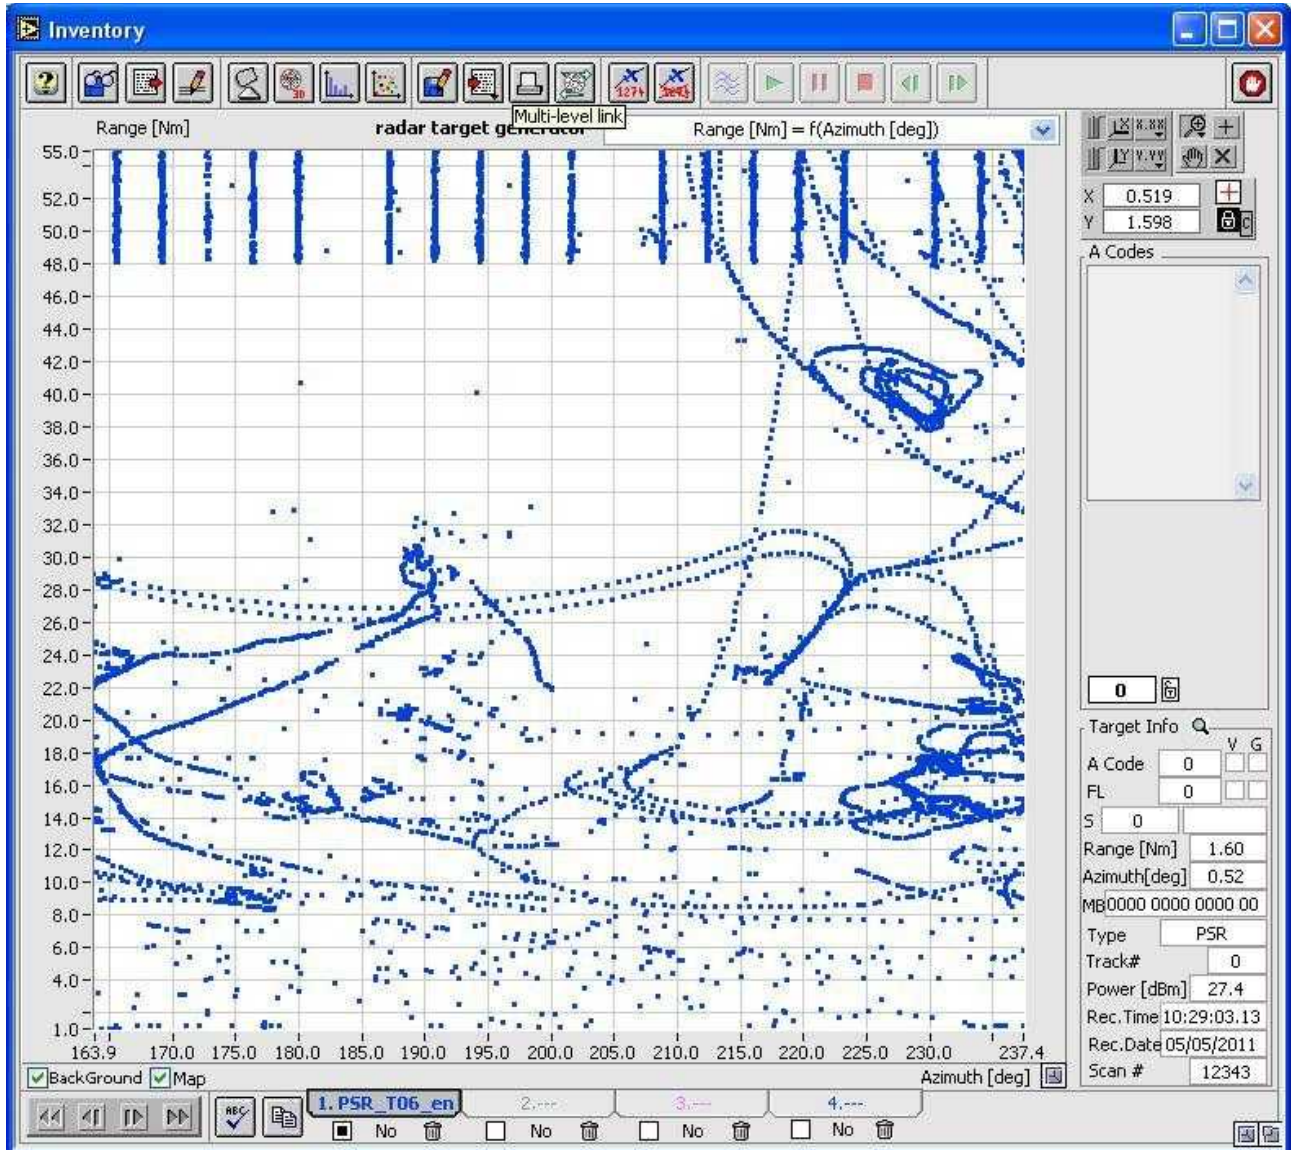 Inventory
3D
1274
Multi-level link
Range [Nm]
radar target generator
Range [Nm] = f(Azimuth [deg])
55.0
52.0
50.0
48.0
46.0
44.0
42.0
40.0
38.0
36.0
34.0
32.0
30.0
28.0
26.0
24.0
22.0
20.0
18.0
16.0
14.0
12.0
10.0
8.0
6.0
4.0
1.0
163.9 170.0 175.0 180.0 185.0 190.0 195.0 200.0 205.0 210.0 215.0 220.0 225.0 230.0 237.4
Azimuth [deg]
BackGround Map
X 0.519
Y 1.598
C
A Codes
0
Target Info
V G
A Code 0
FL 0
S 0
Range [Nm] 1.60
Azimuth[deg] 0.52
MB 0000 0000 0000 00
Type PSR
Track# 0
Power [dBm] 27.4
Rec.Time 10:29:03.13
Rec.Date 05/05/2011
Scan # 12343
ABC
1. PSR_T06_en 2.--- 3.--- 4.---
No No No No